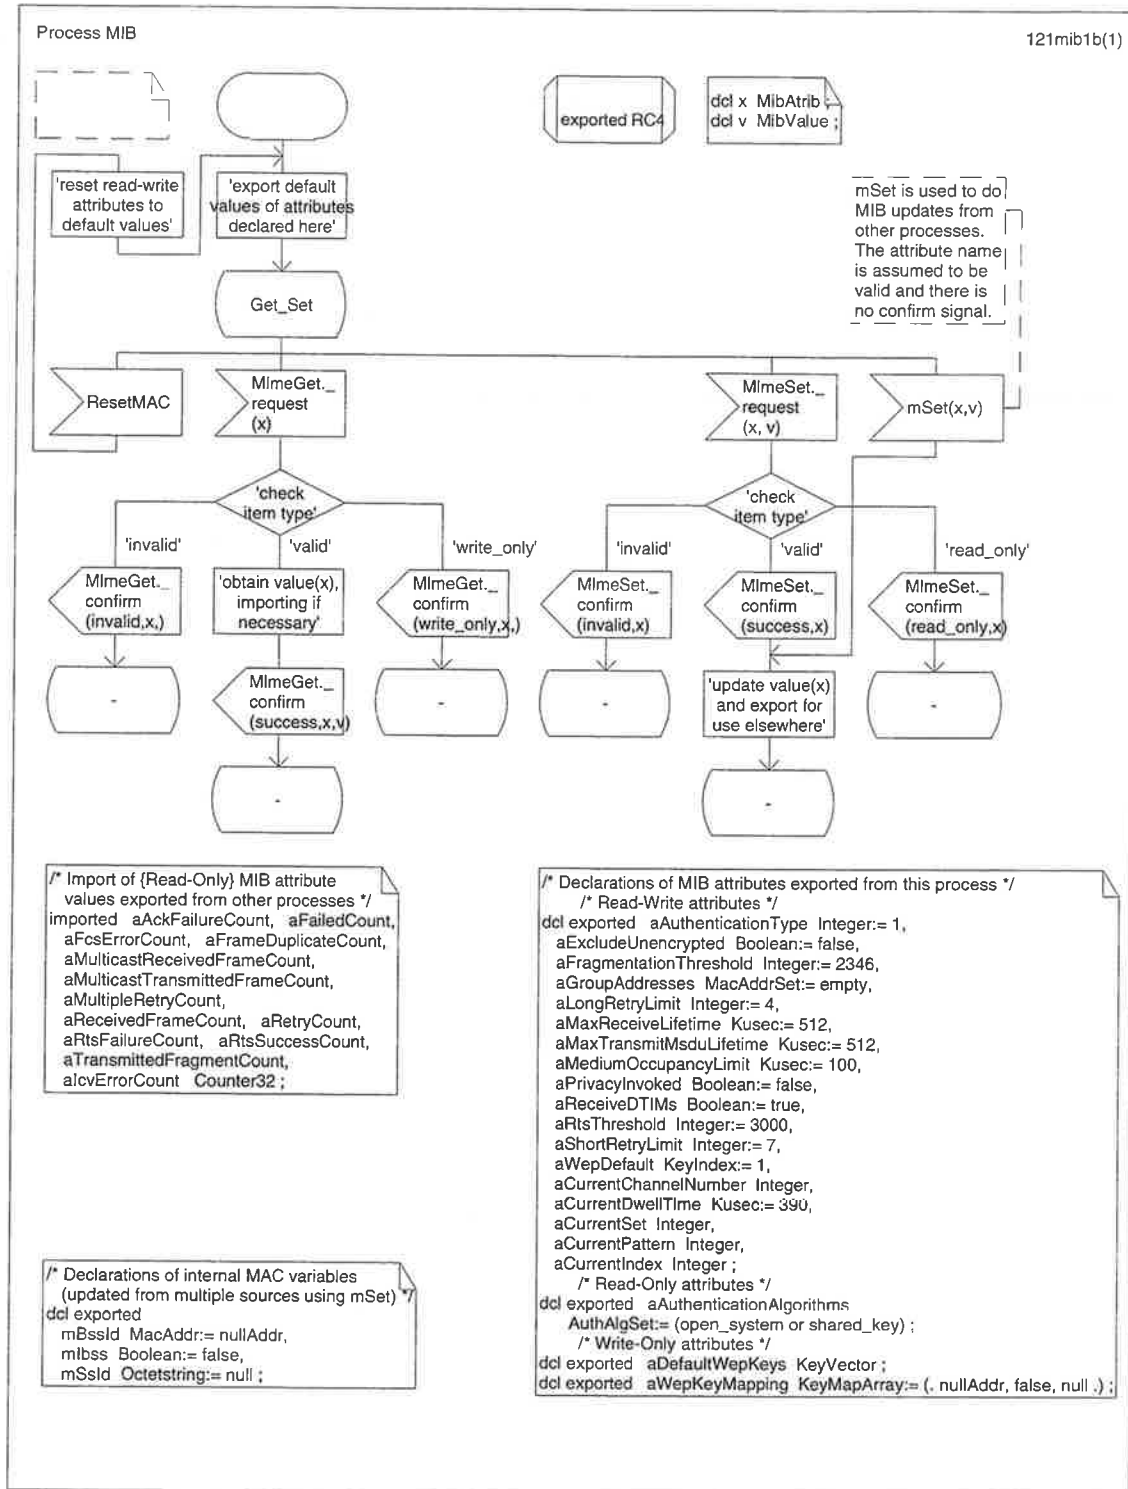 Process MIB
121mib1b(1)
exported RC4
dcl x MibAtrib ;
dcl v MibValue ;
'reset read-write
attributes to
default values'
'export default
values of attributes
declared here'
mSet is used to do
MIB updates from
other processes.
The attribute name
is assumed to be
valid and there is
no confirm signal.
Get_Set
ResetMAC
MlmeGet._
request
(x)
MlmeSet._
request
(x, v)
mSet(x,v)
'check
item type'
'check
item type'
'invalid'
'valid'
'write_only'
'invalid'
'valid'
'read_only'
MlmeGet._
confirm
(invalid,x,)
'obtain value(x),
importing if
necessary'
MlmeGet._
confirm
(write_only,x,)
MlmeSet._
confirm
(invalid,x)
MlmeSet._
confirm
(success,x)
MlmeSet._
confirm
(read_only,x)
-
MlmeGet._
confirm
(success,x,v)
-
-
'update value(x)
and export for
use elsewhere'
-
-
-
/* Import of {Read-Only} MIB attribute
values exported from other processes */
imported aAckFailureCount, aFailedCount,
aFcsErrorCount, aFrameDuplicateCount,
aMulticastReceivedFrameCount,
aMulticastTransmittedFrameCount,
aMultipleRetryCount,
aReceivedFrameCount, aRetryCount,
aRtsFailureCount, aRtsSuccessCount,
aTransmittedFragmentCount,
aIcvErrorCount Counter32 ;
/* Declarations of internal MAC variables
(updated from multiple sources using mSet) */
dcl exported
mBssId MacAddr:= nullAddr,
mIbss Boolean:= false,
mSsId Octetstring:= null ;
/* Declarations of MIB attributes exported from this process */
/* Read-Write attributes */
dcl exported aAuthenticationType Integer:= 1,
aExcludeUnencrypted Boolean:= false,
aFragmentationThreshold Integer:= 2346,
aGroupAddresses MacAddrSet:= empty,
aLongRetryLimit Integer:= 4,
aMaxReceiveLifetime Kusec:= 512,
aMaxTransmitMsduLifetime Kusec:= 512,
aMediumOccupancyLimit Kusec:= 100,
aPrivacyInvoked Boolean:= false,
aReceiveDTIMs Boolean:= true,
aRtsThreshold Integer:= 3000,
aShortRetryLimit Integer:= 7,
aWepDefault KeyIndex:= 1,
aCurrentChannelNumber Integer,
aCurrentDwellTime Kusec:= 390,
aCurrentSet Integer,
aCurrentPattern Integer,
aCurrentIndex Integer ;
/* Read-Only attributes */
dcl exported aAuthenticationAlgorithms
AuthAlgSet:= (open_system or shared_key) ;
/* Write-Only attributes */
dcl exported aDefaultWepKeys KeyVector ;
dcl exported aWepKeyMapping KeyMapArray:= (. nullAddr, false, null .) ;